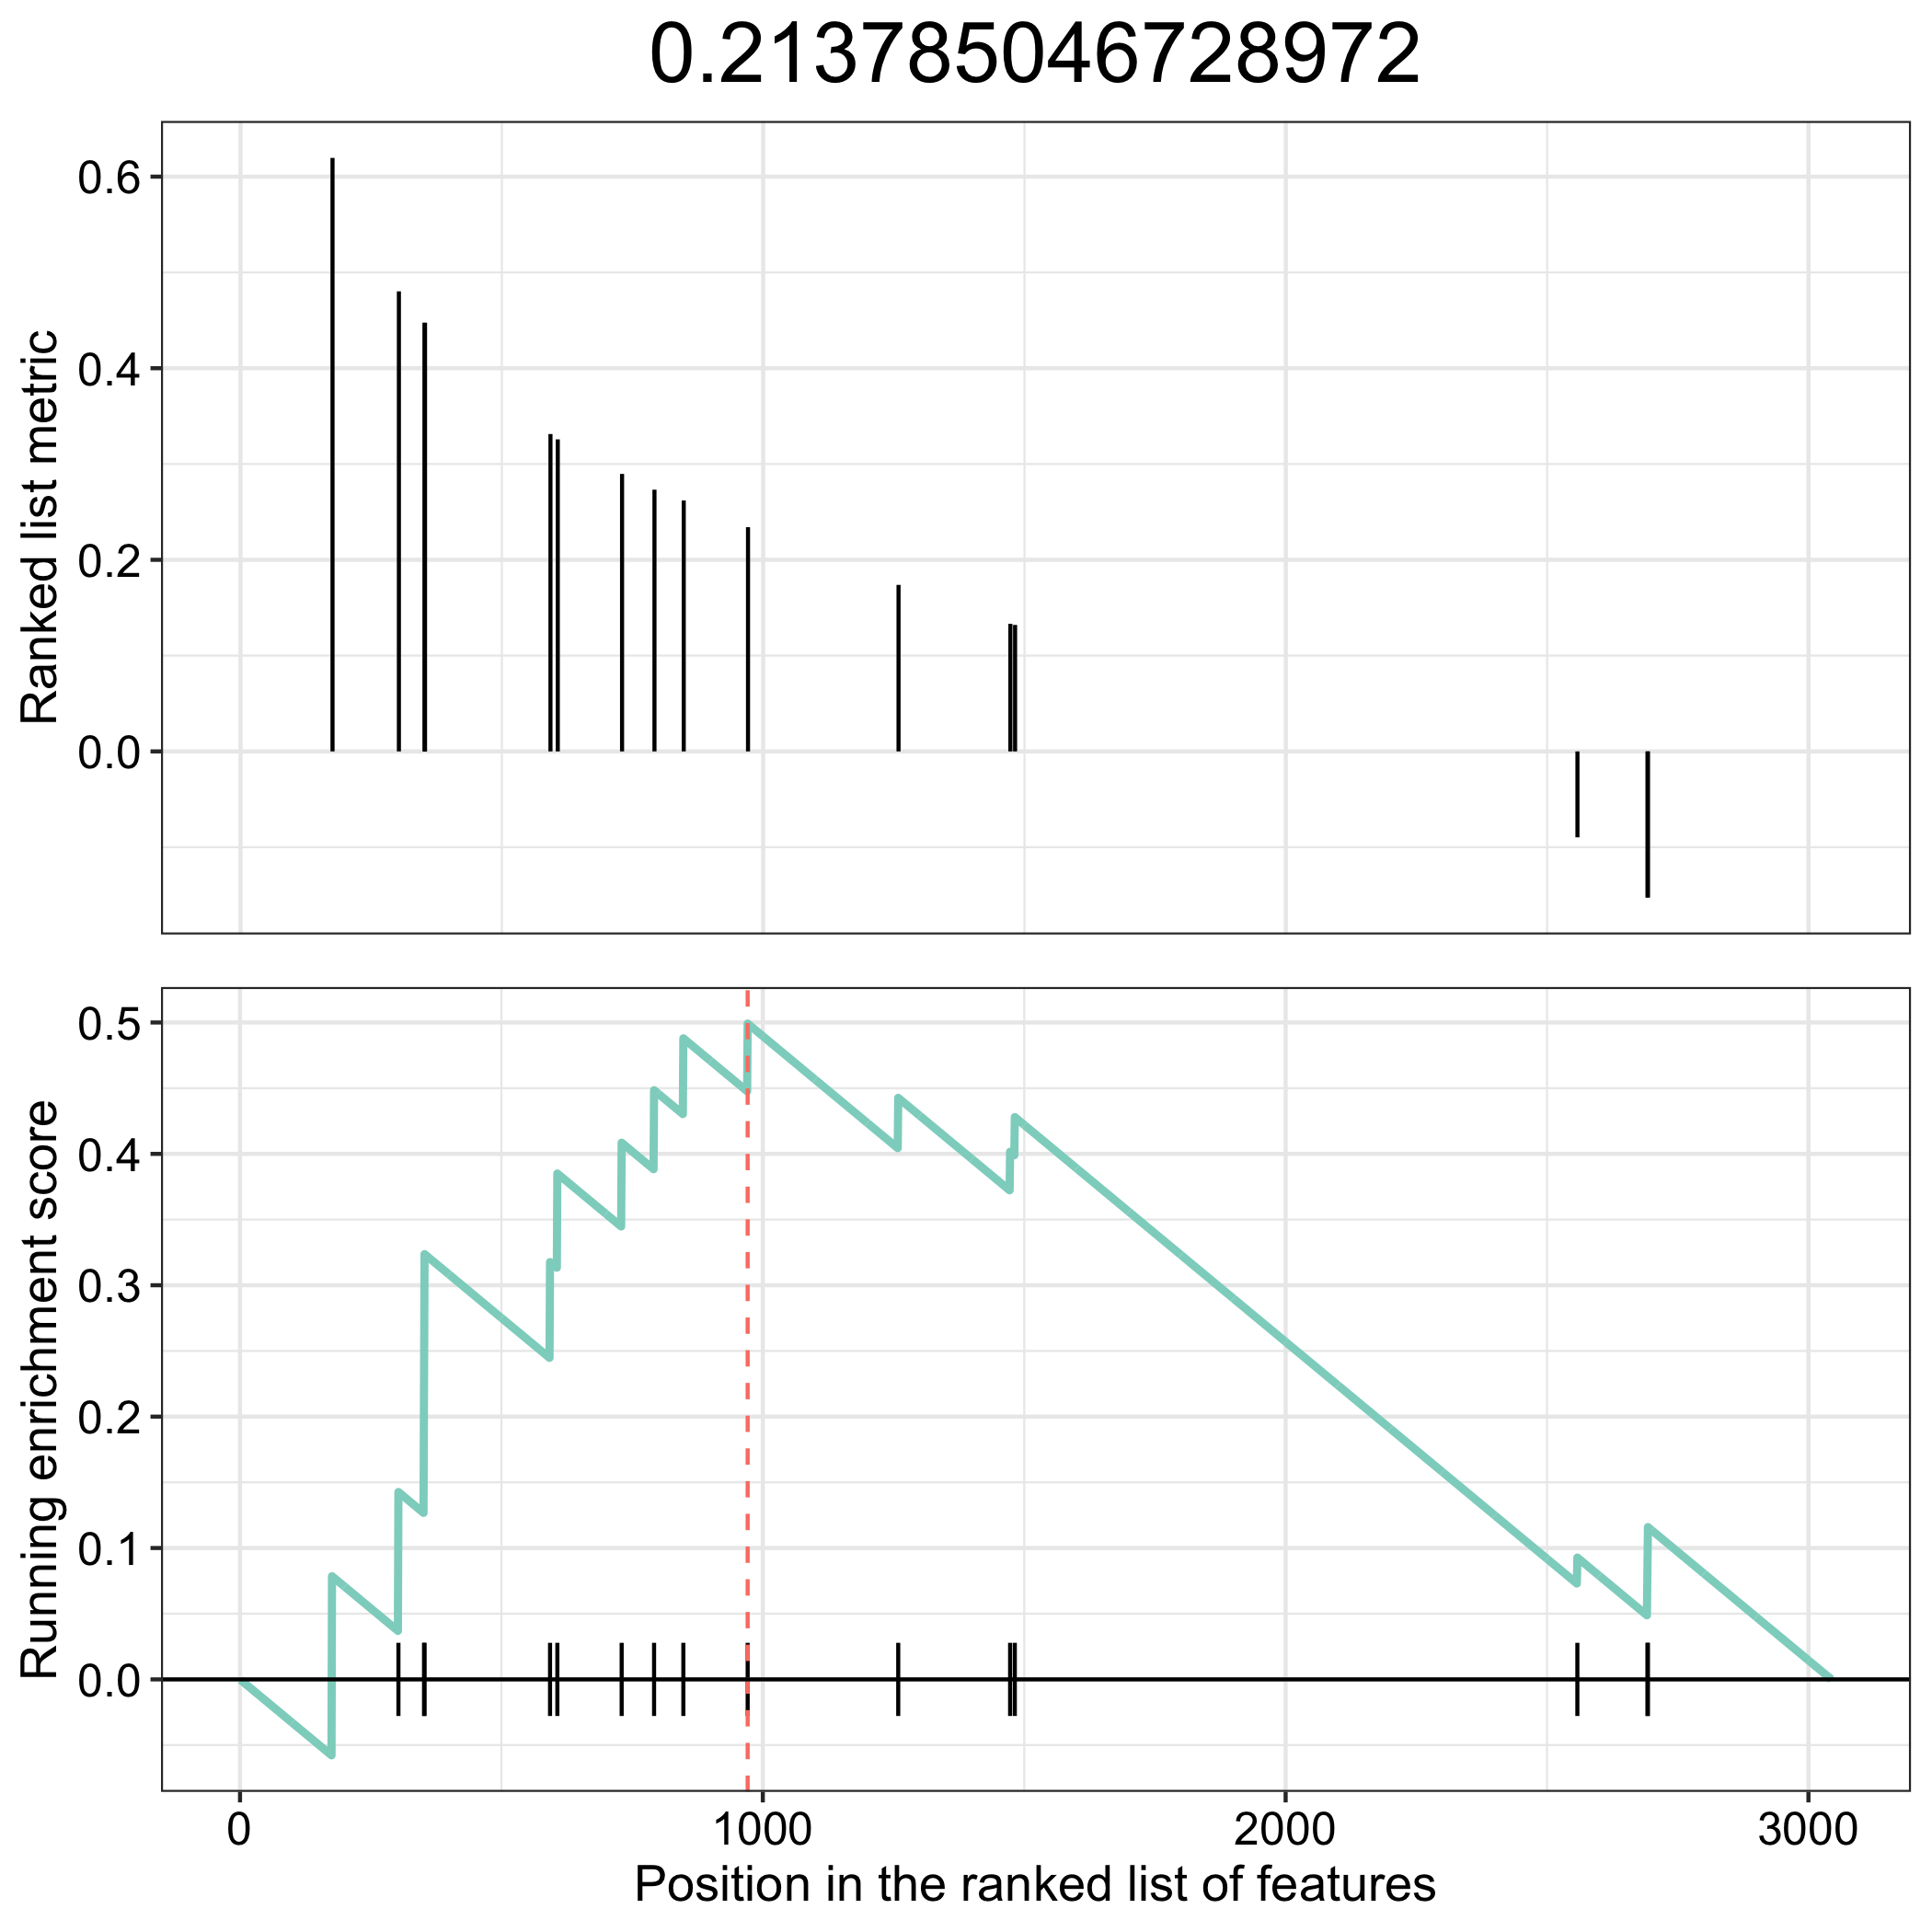 0.213785046728972
0.6
0.4
0.2
0.0
Ranked list metric
0.5
0.4
0.3
0.2
0.1
0.0
Running enrichment score
0 1000 2000 3000
Position in the ranked list of features